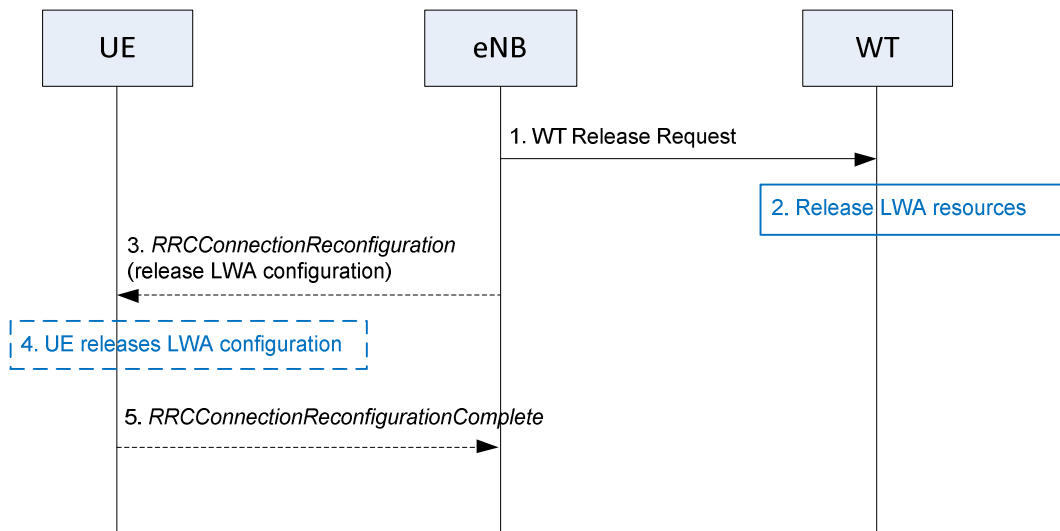 UE
eNB
WT
1. WT Release Request
2. Release LWA resources
3. RRCConnectionReconfiguration
(release LWA configuration)
4. UE releases LWA configuration
5. RRCConnectionReconfigurationComplete